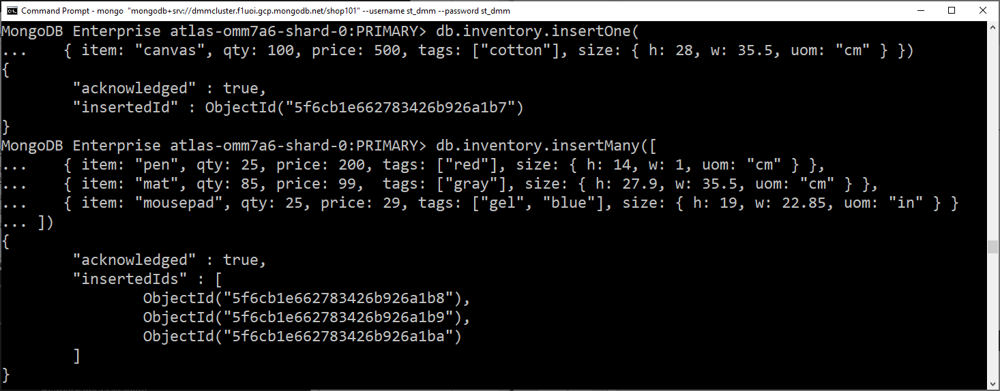 Command Prompt - mongo "mongodb+srv://dmmcluster.f1uoi.gcp.mongodb.net/shop101" --username st_dmm --password st_dmm
MongoDB Enterprise atlas-omm7a6-shard-0:PRIMARY> db.inventory.insertOne(
...    { item: "canvas", qty: 100, price: 500, tags: ["cotton"], size: { h: 28, w: 35.5, uom: "cm" } })
{
        "acknowledged" : true,
        "insertedId" : ObjectId("5f6cb1e662783426b926a1b7")
}
MongoDB Enterprise atlas-omm7a6-shard-0:PRIMARY> db.inventory.insertMany([
...    { item: "pen", qty: 25, price: 200, tags: ["red"], size: { h: 14, w: 1, uom: "cm" } },
...    { item: "mat", qty: 85, price: 99,  tags: ["gray"], size: { h: 27.9, w: 35.5, uom: "cm" } },
...    { item: "mousepad", qty: 25, price: 29, tags: ["gel", "blue"], size: { h: 19, w: 22.85, uom: "in" } }
... ])
{
        "acknowledged" : true,
        "insertedIds" : [
                ObjectId("5f6cb1e662783426b926a1b8"),
                ObjectId("5f6cb1e662783426b926a1b9"),
                ObjectId("5f6cb1e662783426b926a1ba")
        ]
}